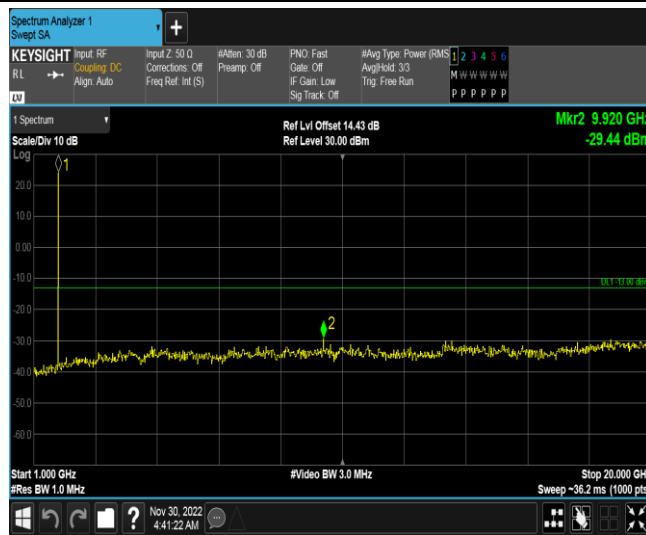 Spectrum Analyzer 1
Swept SA
+
KEYSIGHT
RL
LXI
Input: RF
Coupling: DC
Align: Auto
Input Z: 50 Ω
Corrections: Off
Freq Ref: Int (S)
#Atten: 30 dB
Preamp: Off
PNO: Fast
Gate: Off
IF Gain: Low
Sig Track: Off
#Avg Type: Power (RMS
Avg|Hold: 3/3
Trig: Free Run
1 2 3 4 5 6
M W W W W W
P P P P P P
1 Spectrum
Scale/Div 10 dB
Ref Lvl Offset 14.43 dB
Ref Level 30.00 dBm
Mkr2 9.920 GHz
-29.44 dBm
Log
1
20.0
10.0
0.00
-10.0
DL1 -13.00 dBm
-20.0
2
-30.0
-40.0
-50.0
-60.0
Start 1.000 GHz
#Video BW 3.0 MHz
Stop 20.000 GHz
#Res BW 1.0 MHz
Sweep ~36.2 ms (1000 pts
?
Nov 30, 2022
4:41:22 AM